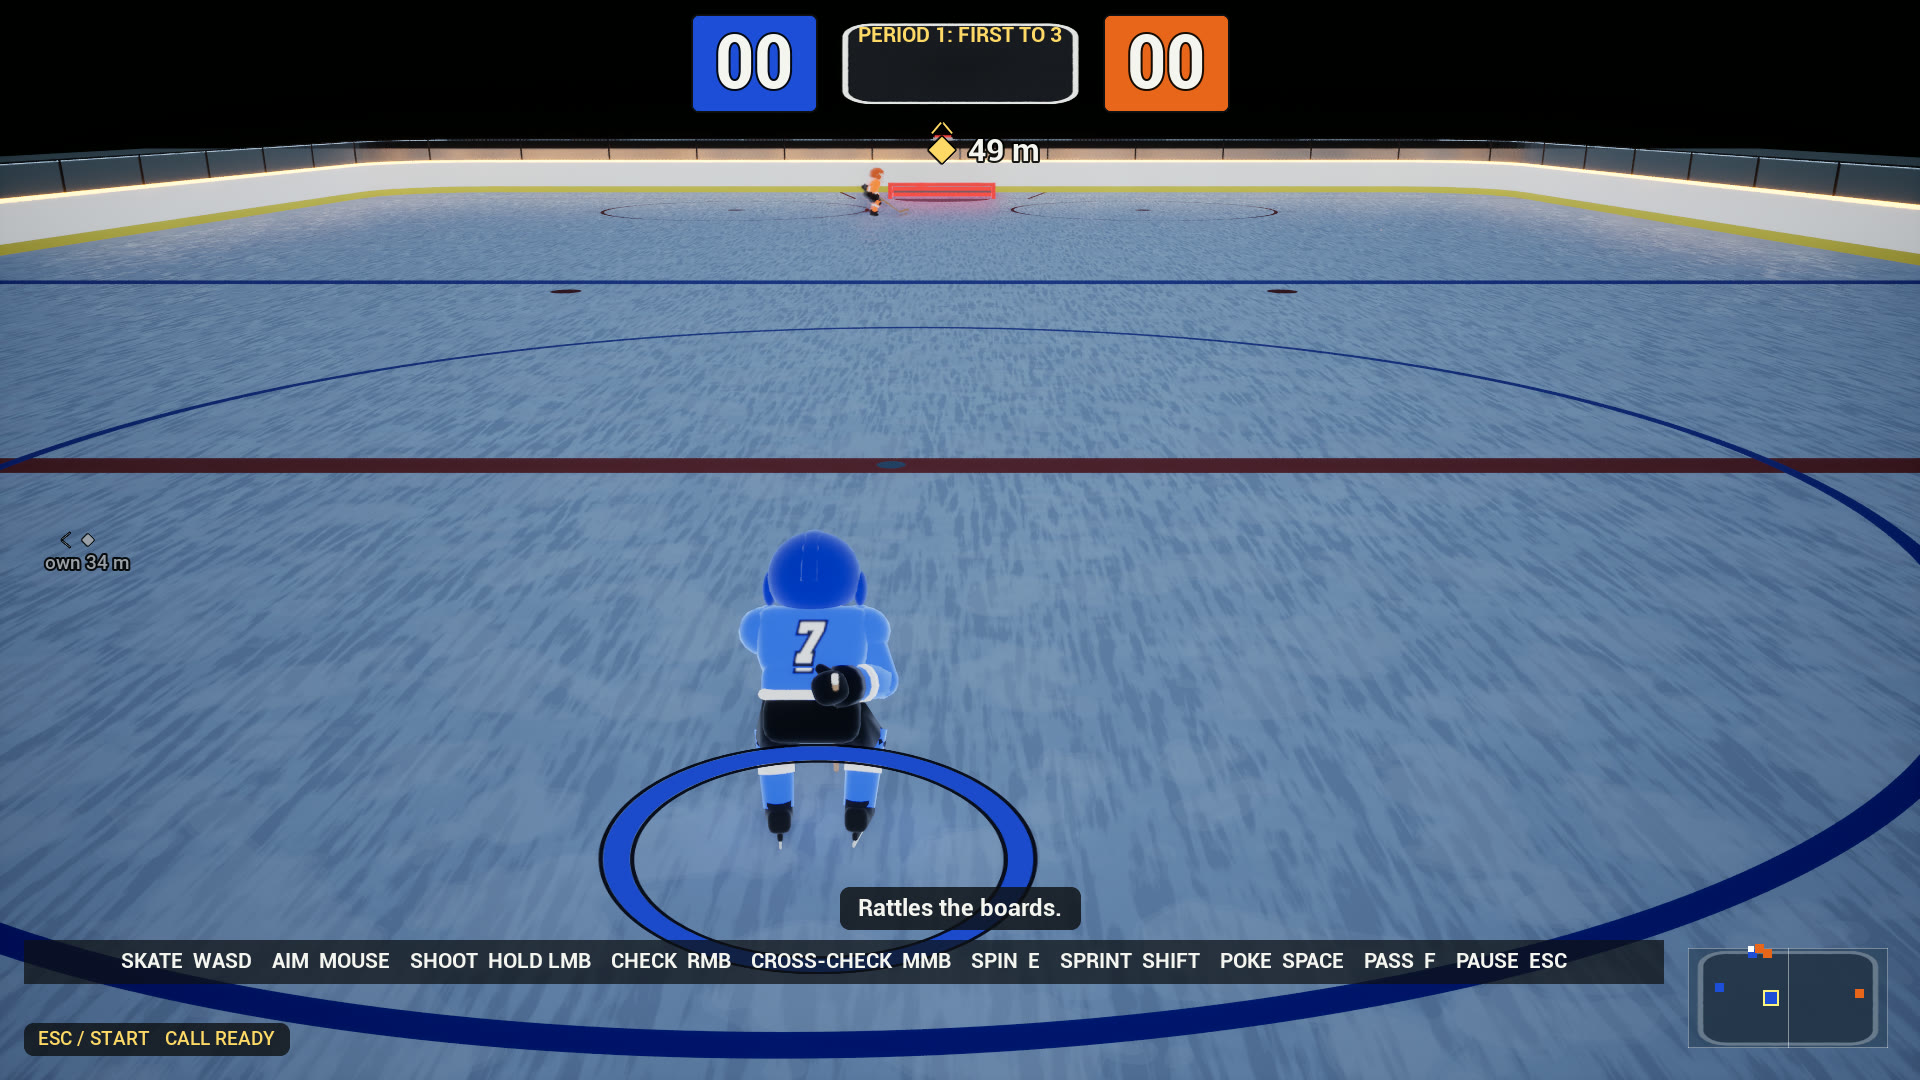 00
PERIOD 1: FIRST TO 3
00
49 m
own 34 m
7
Rattles the boards.
SKATE WASD AIM MOUSE SHOOT HOLD LMB CHECK RMB CROSS-CHECK MMB SPIN E SPRINT SHIFT POKE SPACE PASS F PAUSE ESC
ESC / START CALL READY